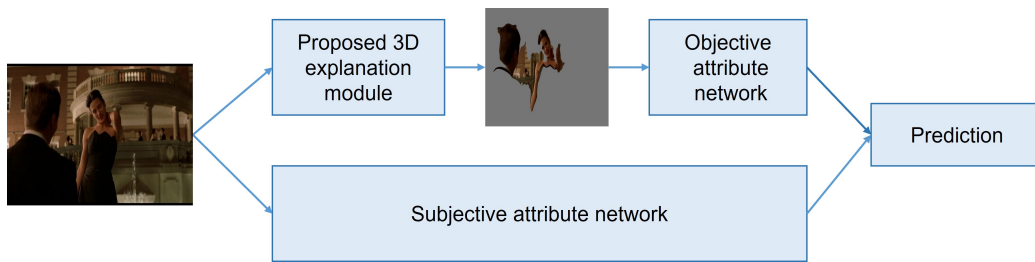 Proposed 3D
explanation
module
Objective
attribute
network
Prediction
Subjective attribute network